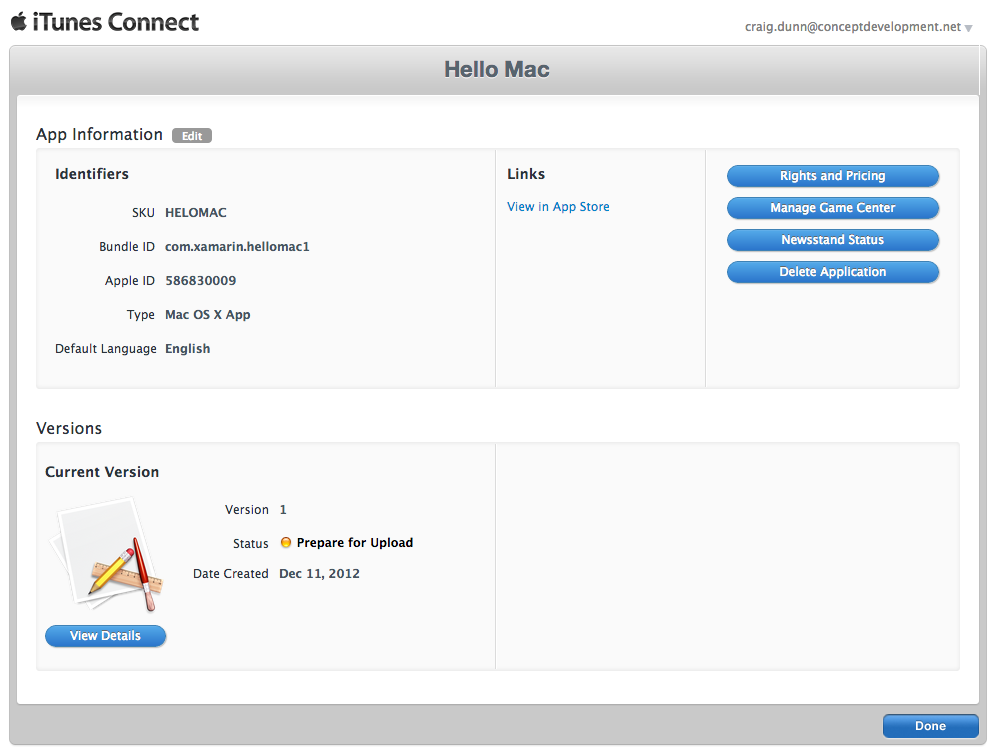 iTunes Connect
craig.dunn@conceptdevelopment.net
Hello Mac
App Information Edit
Identifiers
SKU HELOMAC
Bundle ID com.xamarin.hellomac1
Apple ID 586830009
Type Mac OS X App
Default Language English
Links
View in App Store
Rights and Pricing
Manage Game Center
Newsstand Status
Delete Application
Versions
Current Version
Version 1
Status Prepare for Upload
Date Created Dec 11, 2012
View Details
Done